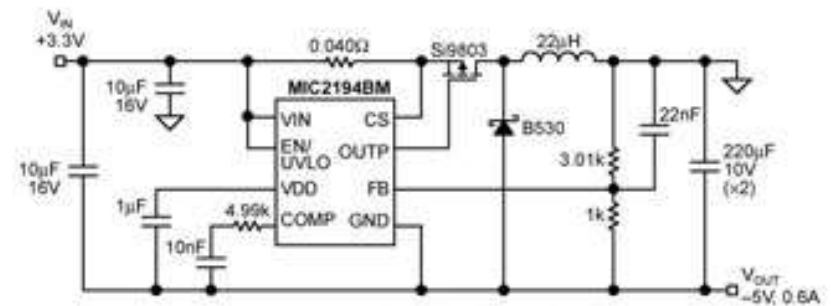 VIN
+3.3V
0.040Ω
Si9803
22µH
10µF
16V
MIC2194BM
VIN
CS
EN/
UVLO
OUTP
VDD
FB
COMP
GND
B530
22nF
3.01k
1k
220µF
10V
(×2)
10µF
16V
1µF
4.99k
10nF
VOUT
–5V, 0.6A